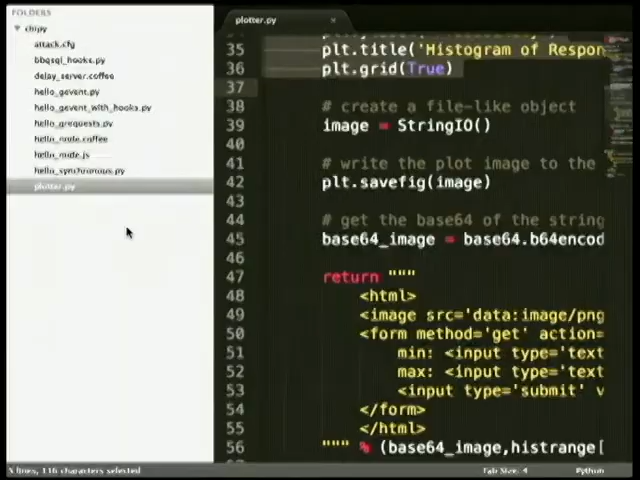 FOLDERS
chipy
attack.cfg
bbqsql_hooks.py
delay_server.coffee
hello_gevent.py
hello_gevent_with_hooks.py
hello_grequests.py
hello_node.coffee
hello_node.js
hello_synchronous.py
plotter.py
plotter.py ×
35 plt.title('Histogram of Respon
36 plt.grid(True)
37
38 # create a file-like object
39 image = StringIO()
40
41 # write the plot image to the
42 plt.savefig(image)
43
44 # get the base64 of the string
45 base64_image = base64.b64encod
46
47 return """
48 <html>
49 <image src='data:image/png
50 <form method='get' action=
51 min: <input type='text
52 max: <input type='text
53 <input type='submit' v
54 </form>
55 </html>
56 """ % (base64_image,histrange[
lines, 116 characters selected
Tab Size: 4
Python